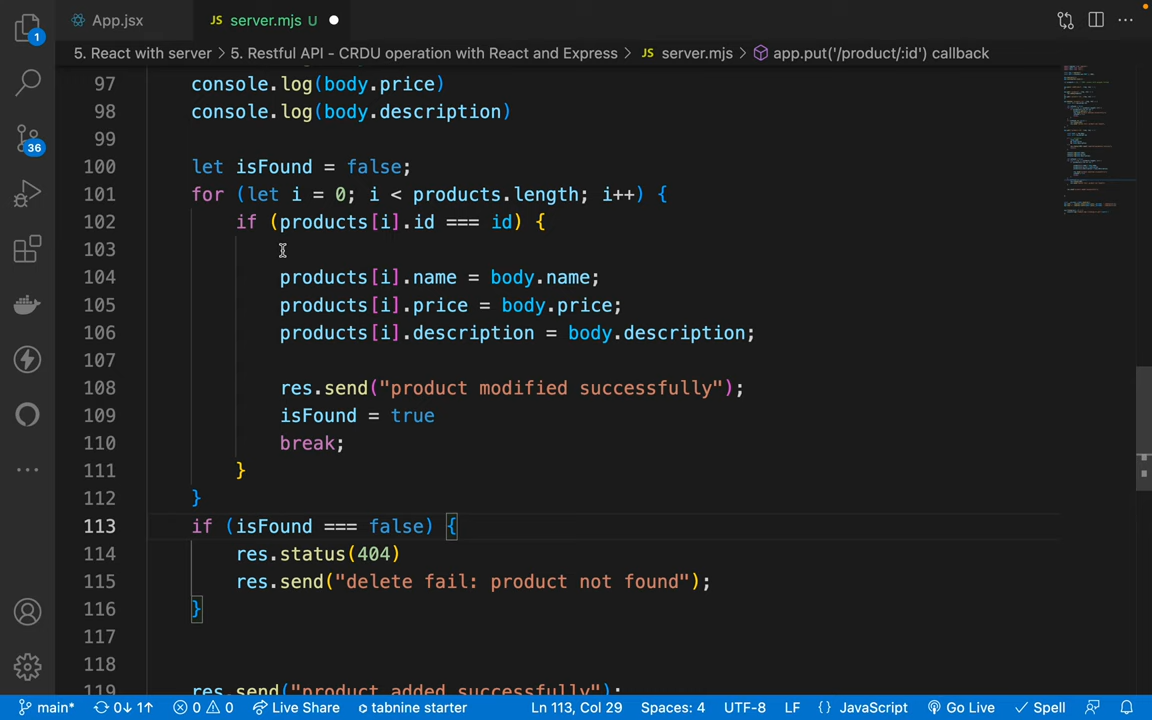 App.jsx
JS server.mjs U
1
5. React with server > 5. Restful API - CRDU operation with React and Express > JS server.mjs > app.put('/product/:id') callback
97 console.log(body.price)
98 console.log(body.description)
99
100 let isFound = false;
101 for (let i = 0; i < products.length; i++) {
102 if (products[i].id === id) {
103
104 products[i].name = body.name;
105 products[i].price = body.price;
106 products[i].description = body.description;
107
108 res.send("product modified successfully");
109 isFound = true
110 break;
111 }
112 }
113 if (isFound === false) {
114 res.status(404)
115 res.send("delete fail: product not found");
116 }
117
118
119 res.send("product added successfully");
36
main* 0↓ 1↑ 0 0 Live Share tabnine starter Ln 113, Col 29 Spaces: 4 UTF-8 LF {} JavaScript Go Live Spell